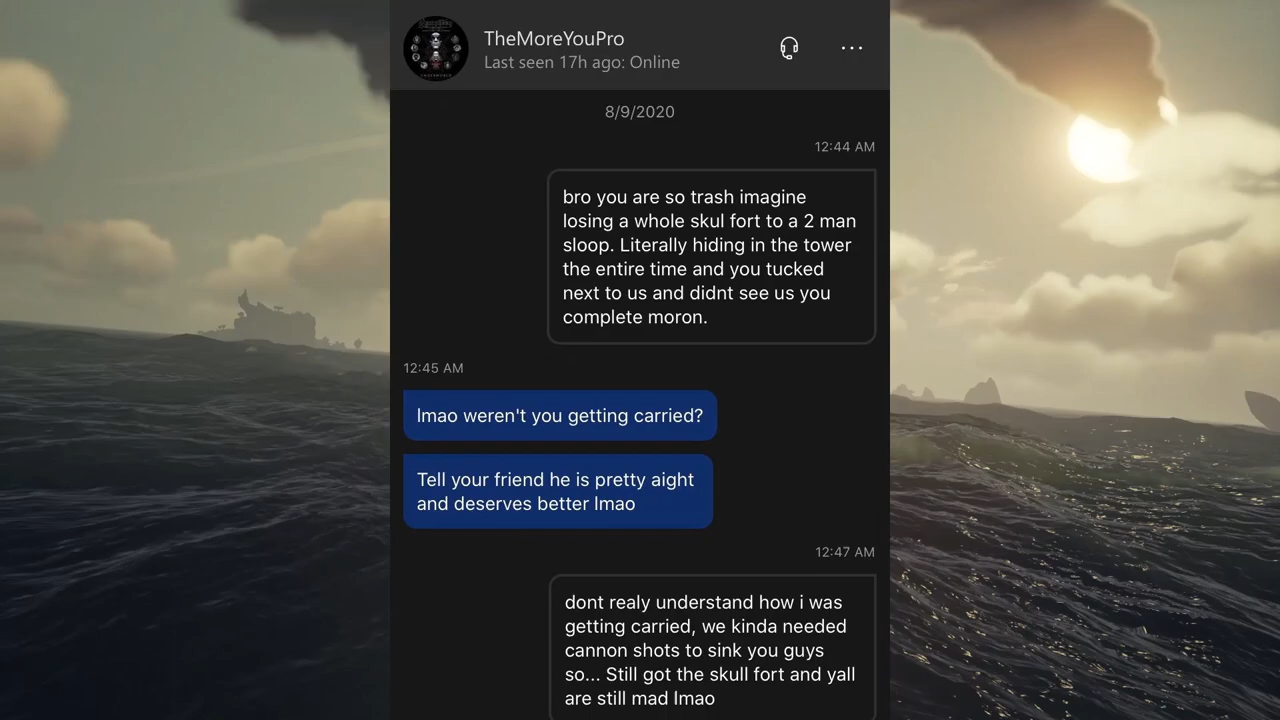 TheMoreYouPro
Last seen 17h ago: Online
8/9/2020
12:44 AM
bro you are so trash imagine
losing a whole skul fort to a 2 man
sloop. Literally hiding in the tower
the entire time and you tucked
next to us and didnt see us you
complete moron.
12:45 AM
lmao weren't you getting carried?
Tell your friend he is pretty aight
and deserves better lmao
12:47 AM
dont realy understand how i was
getting carried, we kinda needed
cannon shots to sink you guys
so... Still got the skull fort and yall
are still mad lmao